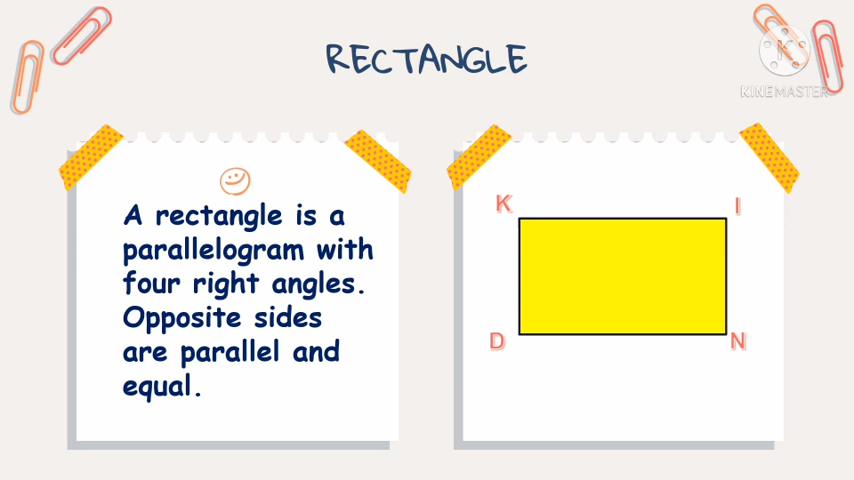 RECTANGLE
KINEMASTER
A rectangle is a
parallelogram with
four right angles.
Opposite sides
are parallel and
equal.
K
I
D
N